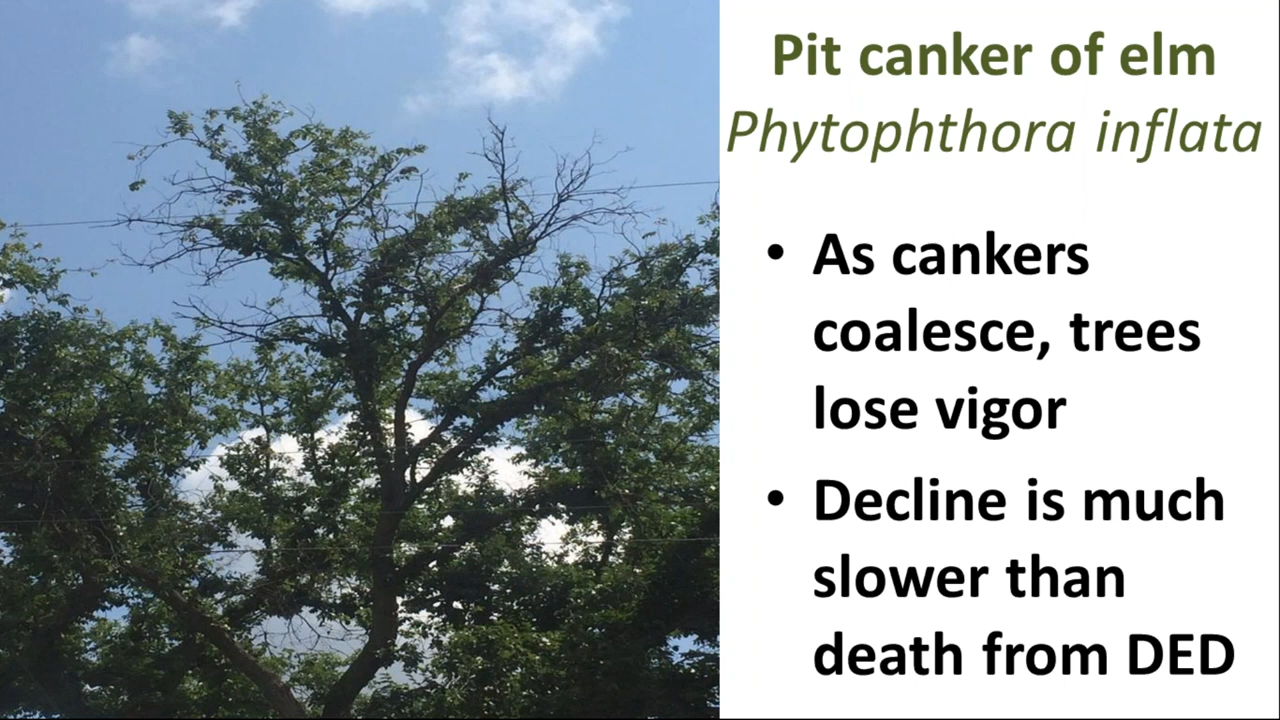 Pit canker of elm
Phytophthora inflata
• As cankers
coalesce, trees
lose vigor
• Decline is much
slower than
death from DED